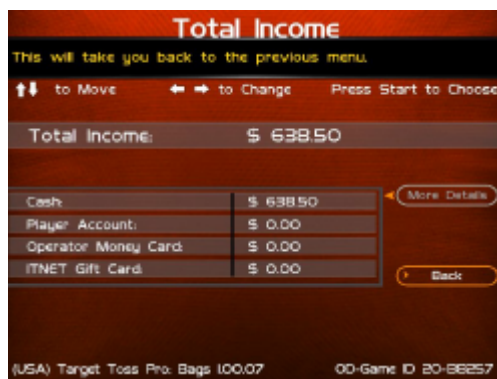 Total Income
This will take you back to the previous menu.
to Move to Change Press Start to Choose
Total Income: $ 638.50
Cash: $ 638.50
More Details
Player Account: $ 0.00
Operator Money Card: $ 0.00
ITNET Gift Card: $ 0.00
Back
(USA) Target Toss Pro: Bags 1.00.07 OD-Game ID 20-BB257